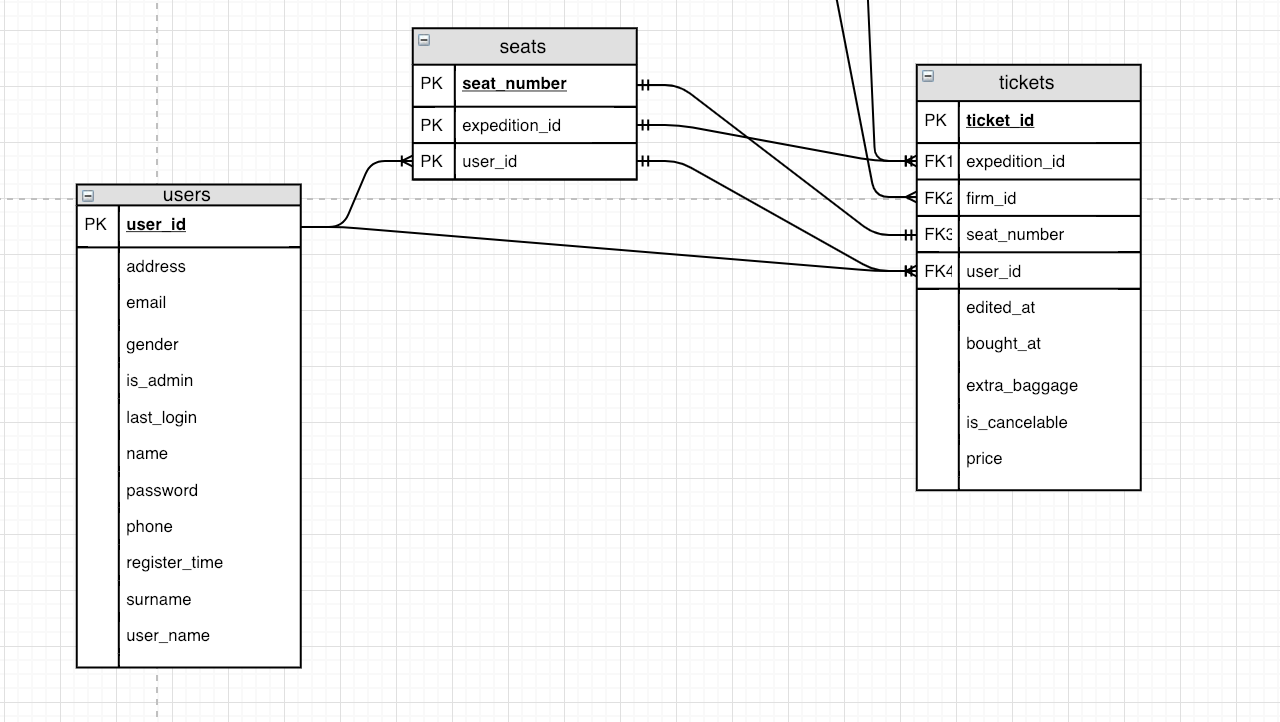 seats
PK seat_number
PK expedition_id
PK user_id
tickets
PK ticket_id
FK1 expedition_id
FK2 firm_id
FK3 seat_number
FK4 user_id
edited_at
bought_at
extra_baggage
is_cancelable
price
users
PK user_id
address
email
gender
is_admin
last_login
name
password
phone
register_time
surname
user_name